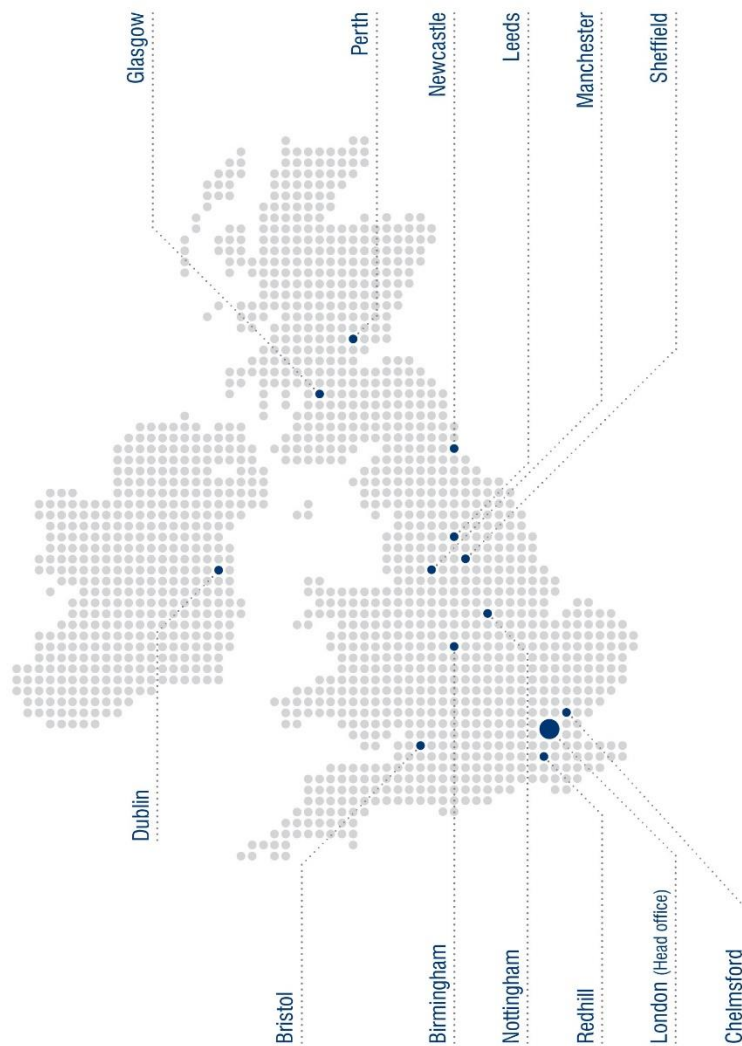 Glasgow
Perth
Newcastle
Leeds
Manchester
Sheffield
Dublin
Bristol
Birmingham
Nottingham
Redhill
London (Head office)
Chelmsford